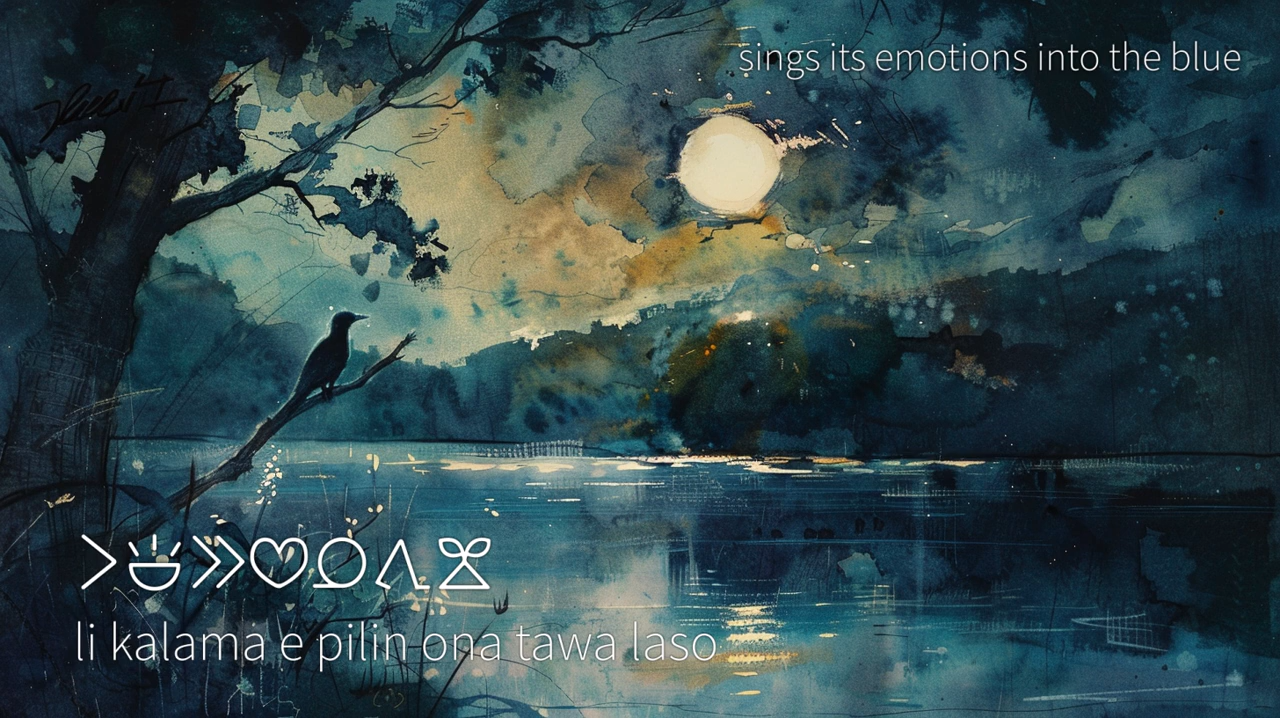 sings its emotions into the blue
󱤧󱤕󱤉󱥎󱥆󱥩󱤣
li kalama e pilin ona tawa laso